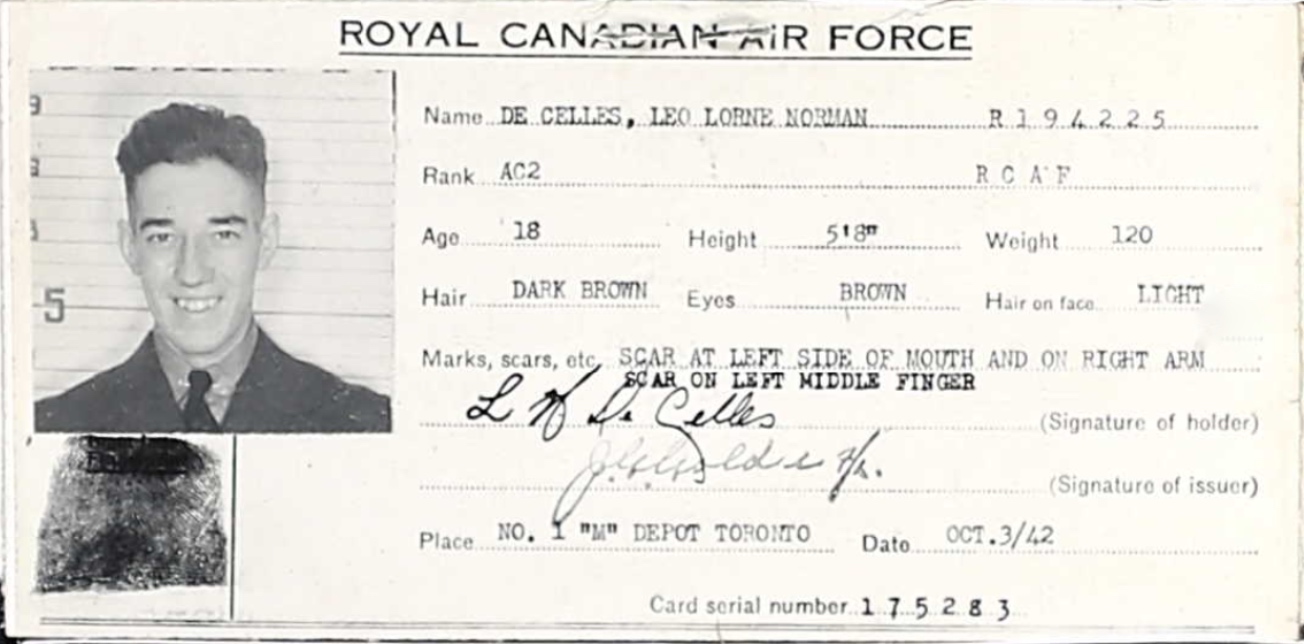 ROYAL CANADIAN AIR FORCE
Name DE CELLES, LEO LORNE NORMAN R194225
Rank AC2 RCAF
Age 18 Height 5'8" Weight 120
Hair DARK BROWN Eyes BROWN Hair on face LIGHT
Marks, scars, etc. SCAR AT LEFT SIDE OF MOUTH AND ON RIGHT ARM
SCAR ON LEFT MIDDLE FINGER
L N De Celles (Signature of holder)
(Signature of issuer)
Place NO. 1 "M" DEPOT TORONTO Date OCT.3/42
Card serial number 175283
5